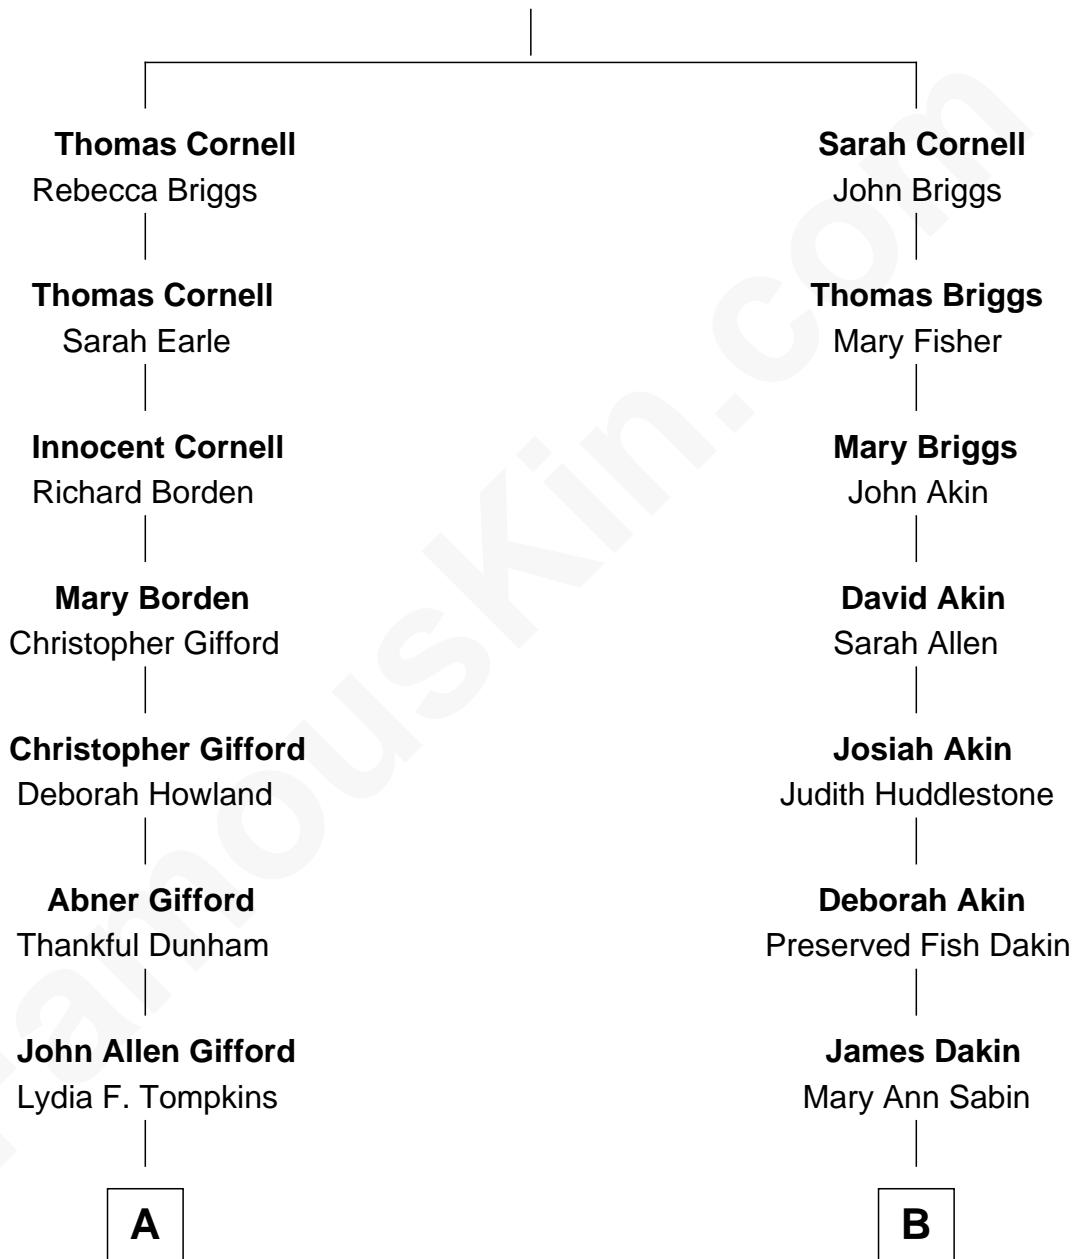 Thomas Cornell
Rebecca Briggs
Thomas Cornell
Sarah Earle
Innocent Cornell
Richard Borden
Mary Borden
Christopher Gifford
Christopher Gifford
Deborah Howland
Abner Gifford
Thankful Dunham
John Allen Gifford
Lydia F. Tompkins
A
Sarah Cornell
John Briggs
Thomas Briggs
Mary Fisher
Mary Briggs
John Akin
David Akin
Sarah Allen
Josiah Akin
Judith Huddlestone
Deborah Akin
Preserved Fish Dakin
James Dakin
Mary Ann Sabin
B
FamousKin.com